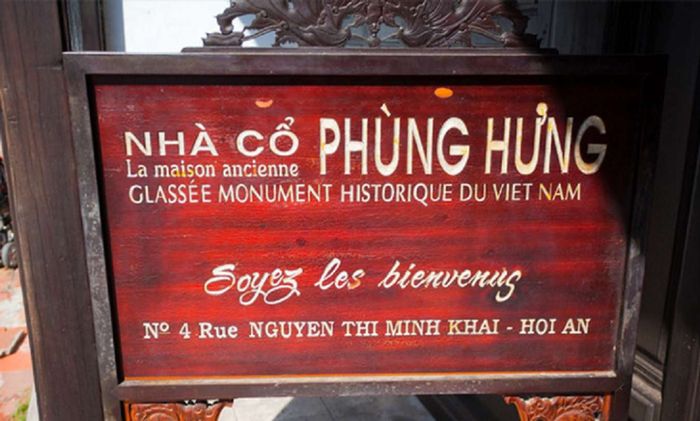 NHÀ CỔ PHÙNG HƯNG
La maison ancienne
GLASSÉE MONUMENT HISTORIQUE DU VIET NAM
Soyez les bienvenus
Nº 4 Rue NGUYEN THI MINH KHAI - HOI AN